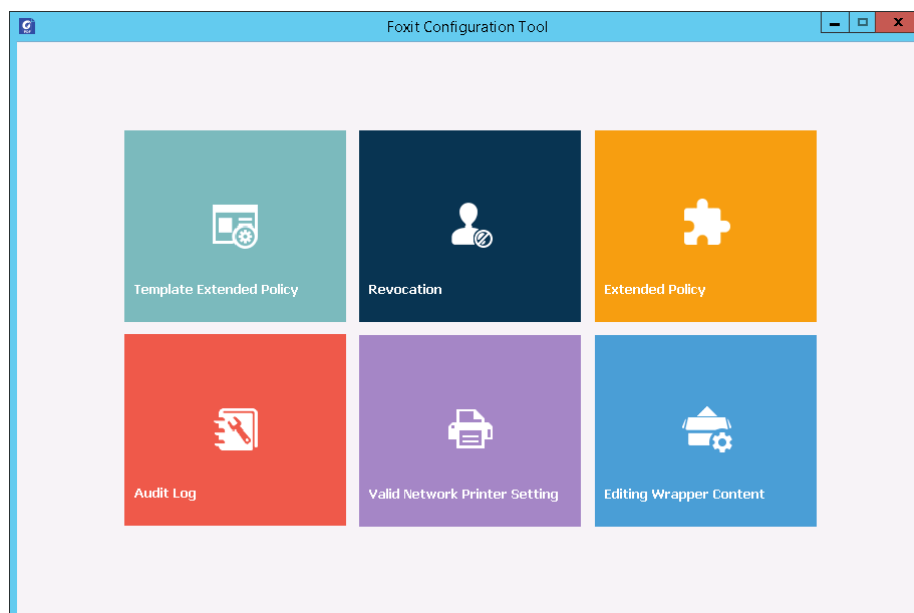 Foxit Configuration Tool
Template Extended Policy
Revocation
Extended Policy
Audit Log
Valid Network Printer Setting
Editing Wrapper Content